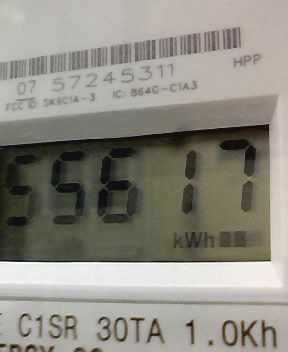 HPP
07 57245311
FCC ID: SK9C1A-3 IC: 864G-C1A3
55617
kWh
C1SR 30TA 1.0Kh